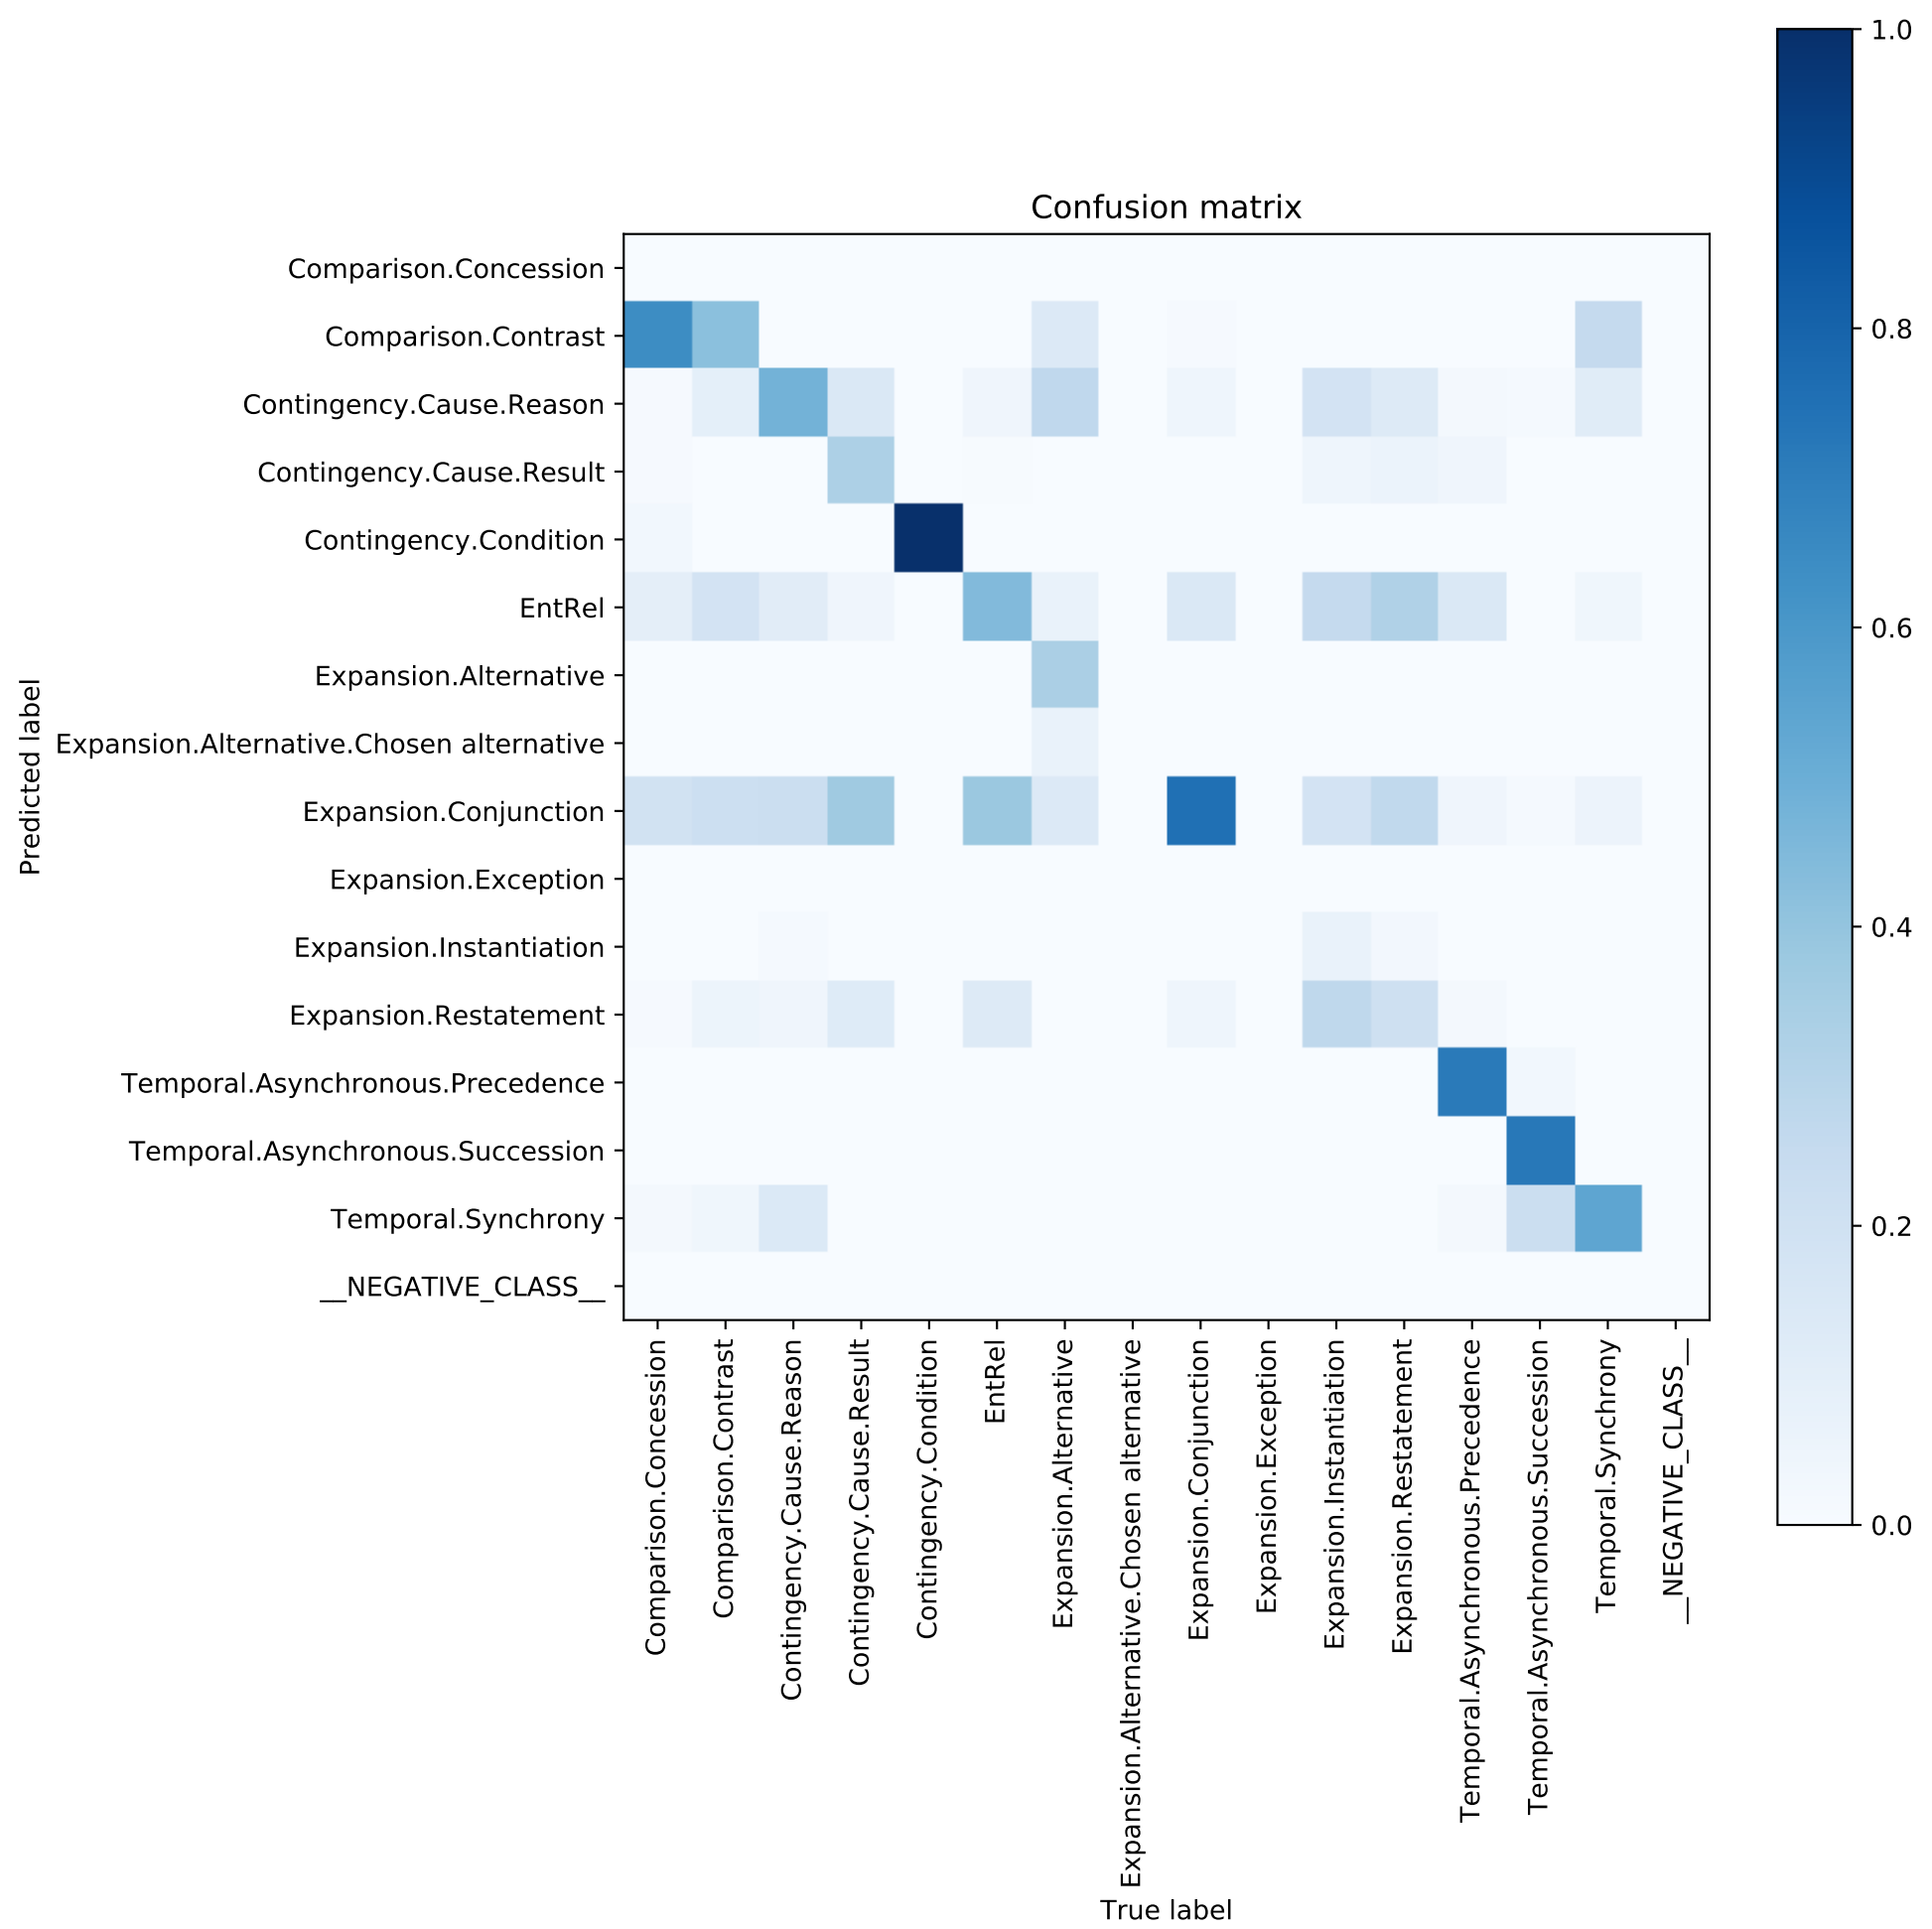 Confusion matrix
Predicted label
Comparison.Concession
Comparison.Contrast
Contingency.Cause.Reason
Contingency.Cause.Result
Contingency.Condition
EntRel
Expansion.Alternative
Expansion.Alternative.Chosen alternative
Expansion.Conjunction
Expansion.Exception
Expansion.Instantiation
Expansion.Restatement
Temporal.Asynchronous.Precedence
Temporal.Asynchronous.Succession
Temporal.Synchrony
__NEGATIVE_CLASS__
Comparison.Concession
Comparison.Contrast
Contingency.Cause.Reason
Contingency.Cause.Result
Contingency.Condition
EntRel
Expansion.Alternative
Expansion.Alternative.Chosen alternative
Expansion.Conjunction
Expansion.Exception
Expansion.Instantiation
Expansion.Restatement
Temporal.Asynchronous.Precedence
Temporal.Asynchronous.Succession
Temporal.Synchrony
__NEGATIVE_CLASS__
True label
1.0
0.8
0.6
0.4
0.2
0.0